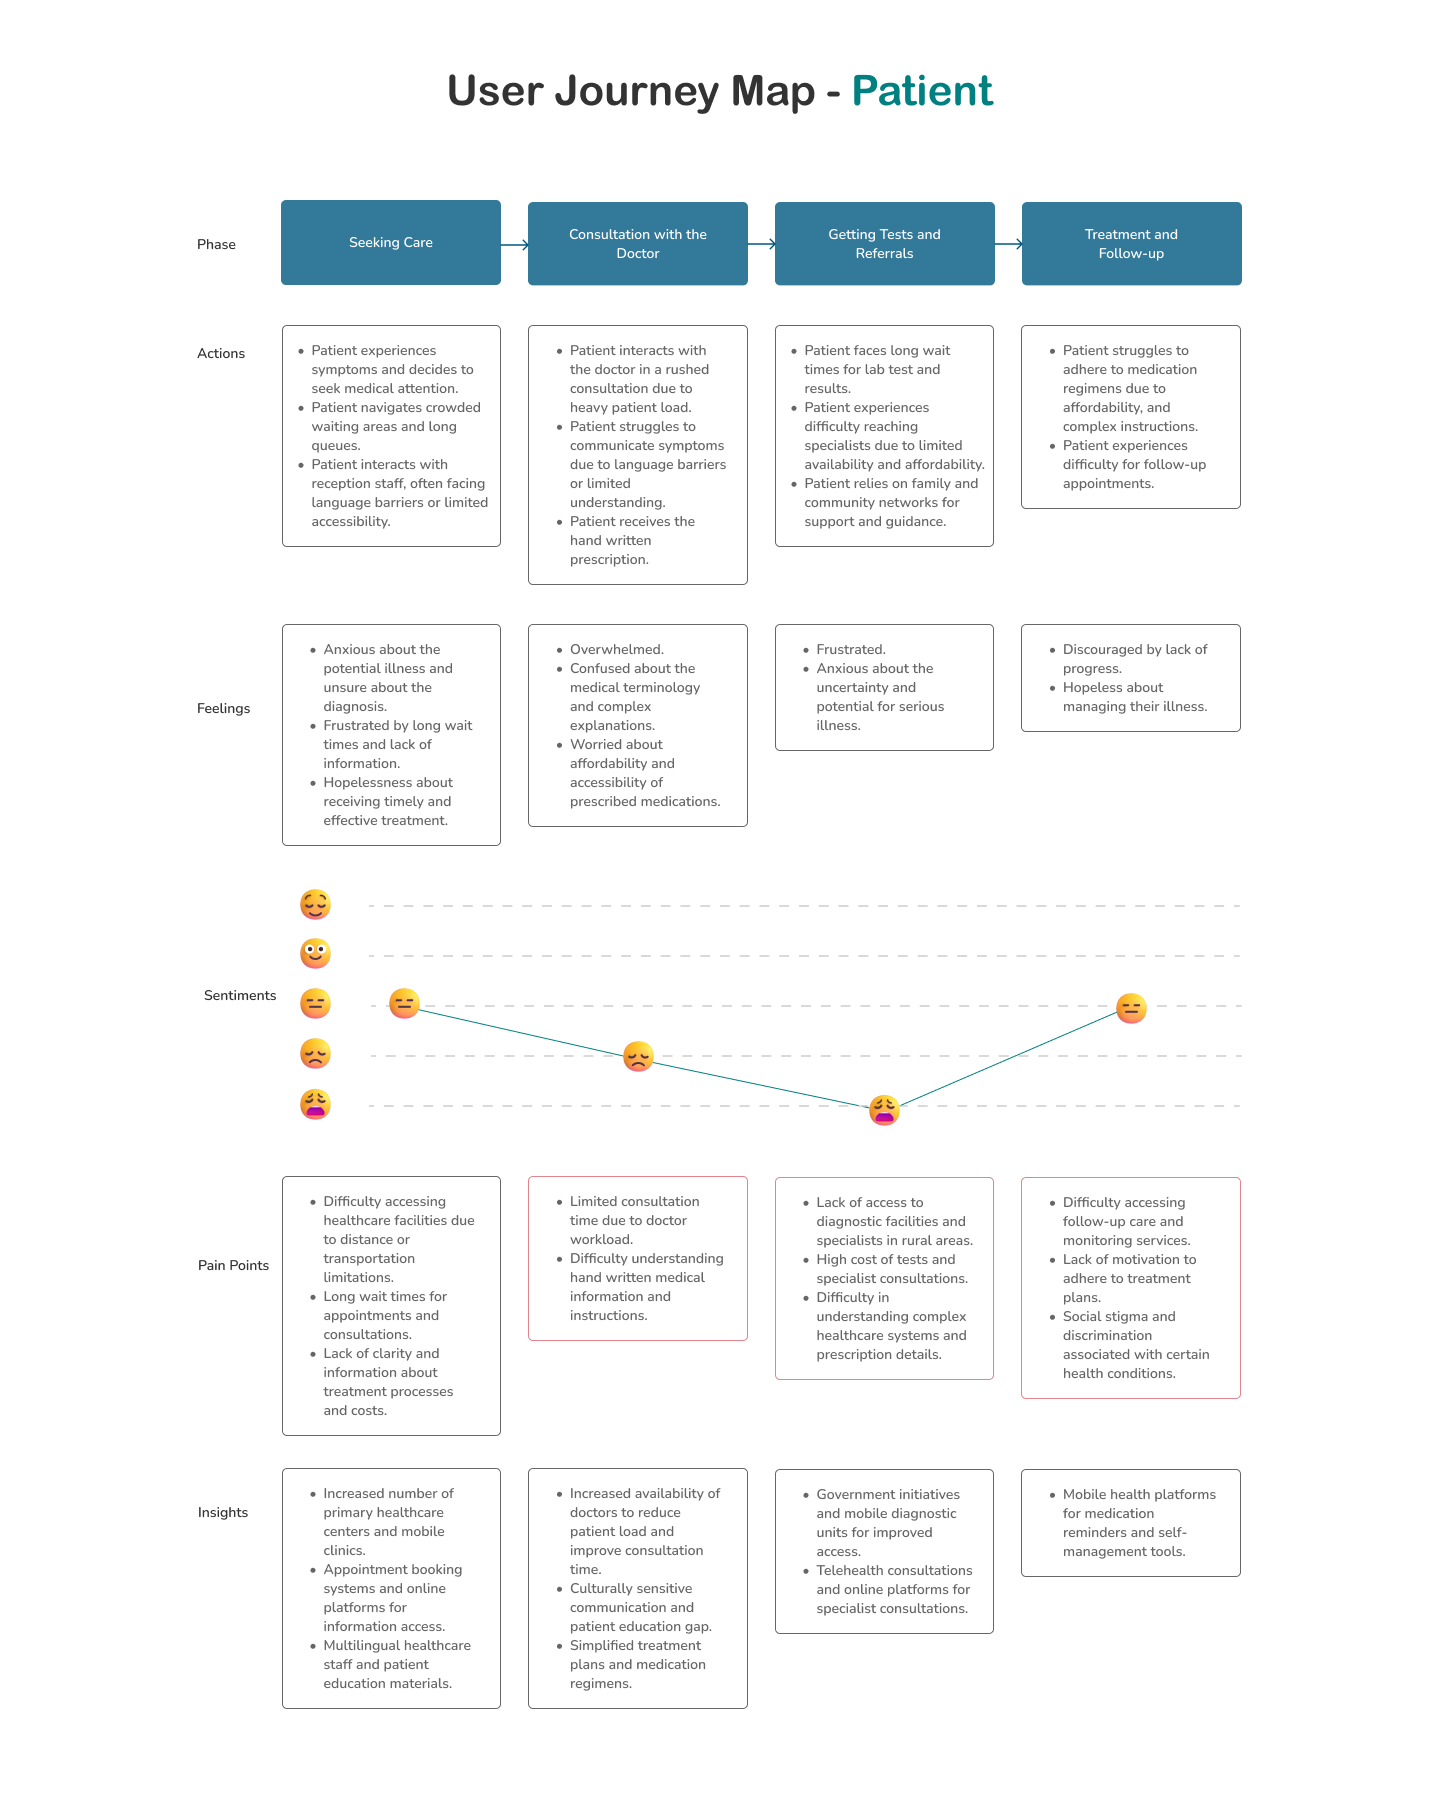 User Journey Map - Patient
Phase
Seeking Care
Consultation with the
Doctor
Getting Tests and
Referrals
Treatment and
Follow-up
Actions
• Patient experiences
symptoms and decides to
seek medical attention.
• Patient navigates crowded
waiting areas and long
queues.
• Patient interacts with
reception staff, often facing
language barriers or limited
accessibility.
• Patient interacts with
the doctor in a rushed
consultation due to
heavy patient load.
• Patient struggles to
communicate symptoms
due to language barriers
or limited
understanding.
• Patient receives the
hand written
prescription.
• Patient faces long wait
times for lab test and
results.
• Patient experiences
difficulty reaching
specialists due to limited
availability and affordability.
• Patient relies on family and
community networks for
support and guidance.
• Patient struggles to
adhere to medication
regimens due to
affordability, and
complex instructions.
• Patient experiences
difficulty for follow-up
appointments.
Feelings
• Anxious about the
potential illness and
unsure about the
diagnosis.
• Frustrated by long wait
times and lack of
information.
• Hopelessness about
receiving timely and
effective treatment.
• Overwhelmed.
• Confused about the
medical terminology
and complex
explanations.
• Worried about
affordability and
accessibility of
prescribed medications.
• Frustrated.
• Anxious about the
uncertainty and
potential for serious
illness.
• Discouraged by lack of
progress.
• Hopeless about
managing their illness.
Sentiments
Pain Points
• Difficulty accessing
healthcare facilities due
to distance or
transportation
limitations.
• Long wait times for
appointments and
consultations.
• Lack of clarity and
information about
treatment processes
and costs.
• Limited consultation
time due to doctor
workload.
• Difficulty understanding
hand written medical
information and
instructions.
• Lack of access to
diagnostic facilities and
specialists in rural areas.
• High cost of tests and
specialist consultations.
• Difficulty in
understanding complex
healthcare systems and
prescription details.
• Difficulty accessing
follow-up care and
monitoring services.
• Lack of motivation to
adhere to treatment
plans.
• Social stigma and
discrimination
associated with certain
health conditions.
Insights
• Increased number of
primary healthcare
centers and mobile
clinics.
• Appointment booking
systems and online
platforms for
information access.
• Multilingual healthcare
staff and patient
education materials.
• Increased availability of
doctors to reduce
patient load and
improve consultation
time.
• Culturally sensitive
communication and
patient education gap.
• Simplified treatment
plans and medication
regimens.
• Government initiatives
and mobile diagnostic
units for improved
access.
• Telehealth consultations
and online platforms for
specialist consultations.
• Mobile health platforms
for medication
reminders and self-
management tools.